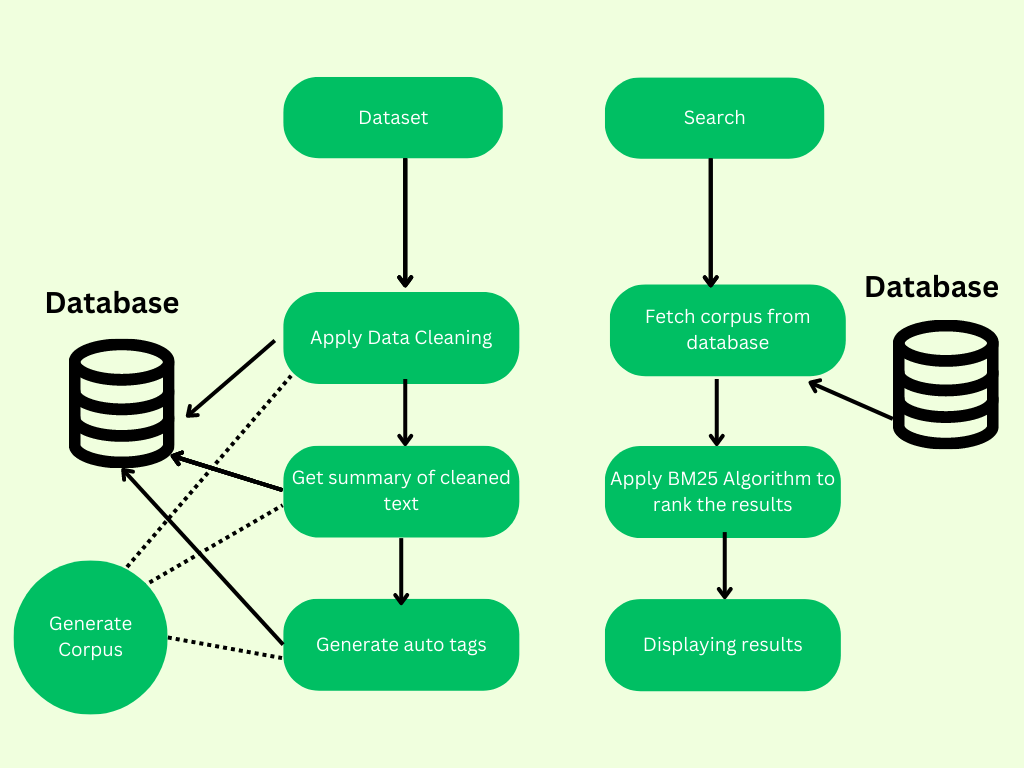 Dataset
Search
Database
Database
Apply Data Cleaning
Fetch corpus from
database
Get summary of cleaned
text
Apply BM25 Algorithm to
rank the results
Generate
Corpus
Generate auto tags
Displaying results